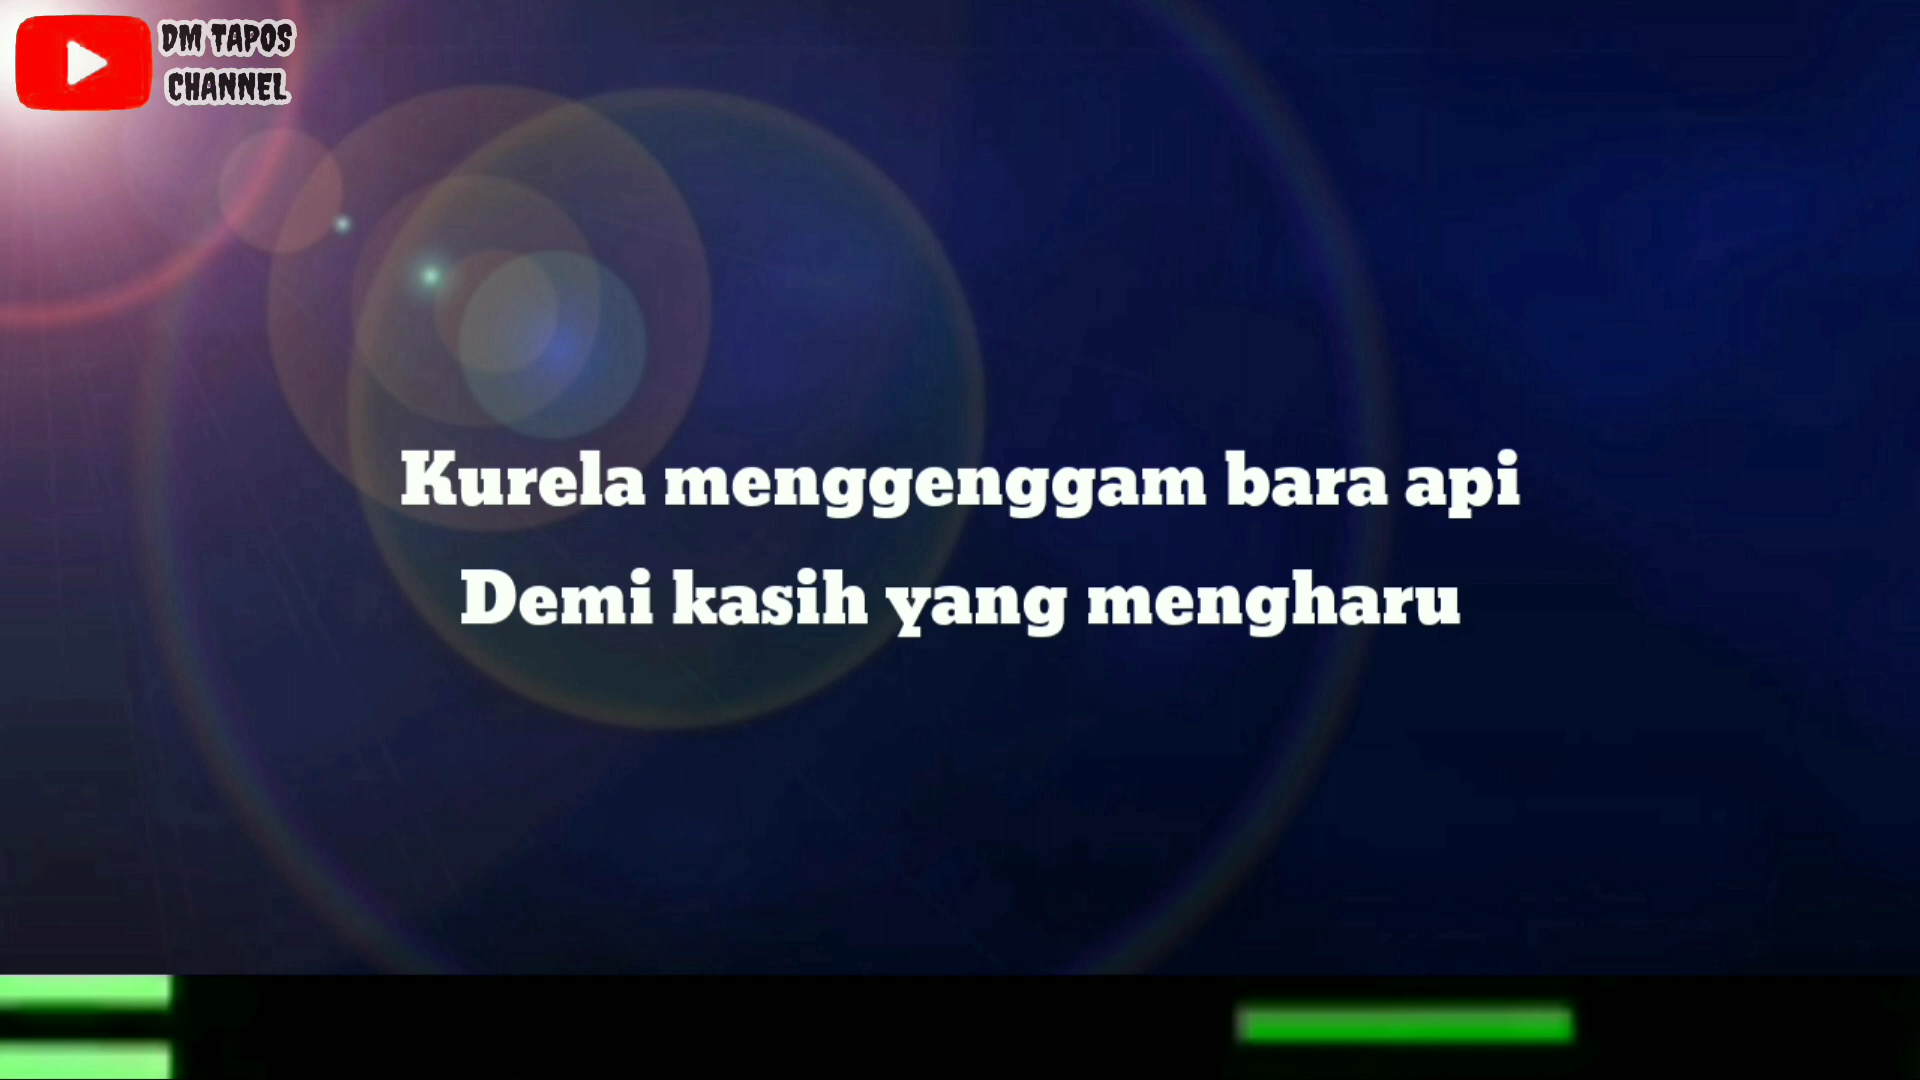 DM TAPOS
CHANNEL
Kurela menggenggam bara api
Demi kasih yang mengharu